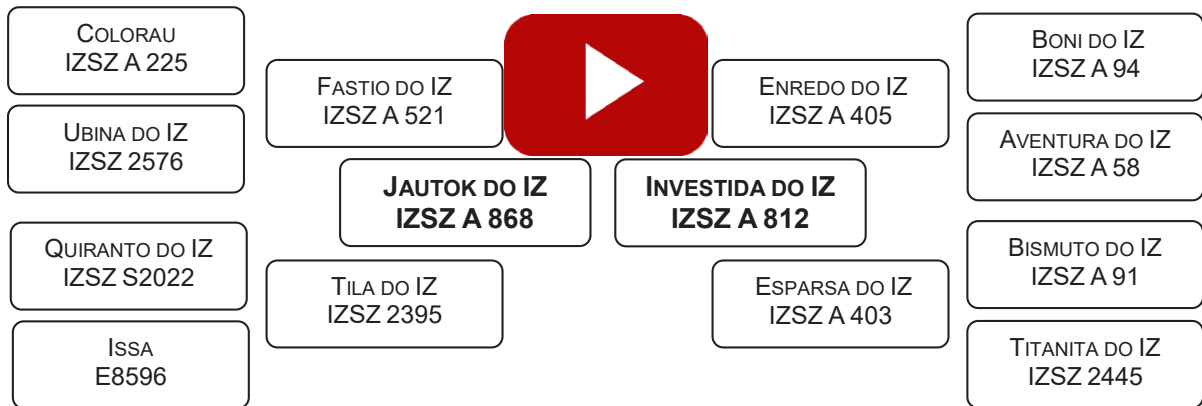 COLORAU
IZSZ A 225
UBINA DO IZ
IZSZ 2576
QUIRANTO DO IZ
IZSZ S2022
ISSA
E8596
FASTIO DO IZ
IZSZ A 521
TILA DO IZ
IZSZ 2395
JAUTOK DO IZ
IZSZ A 868
INVESTIDA DO IZ
IZSZ A 812
ENREDO DO IZ
IZSZ A 405
ESPARSA DO IZ
IZSZ A 403
BONI DO IZ
IZSZ A 94
AVENTURA DO IZ
IZSZ A 58
BISMUTO DO IZ
IZSZ A 91
TITANITA DO IZ
IZSZ 2445